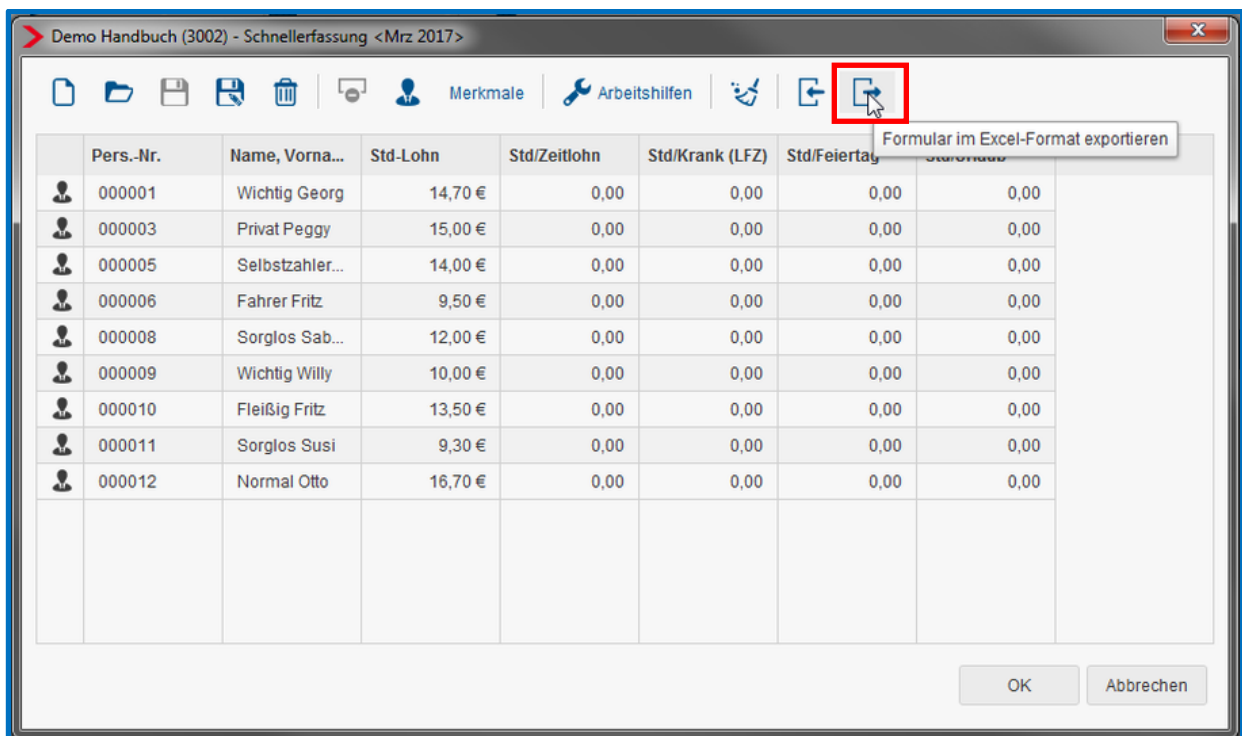 Demo Handbuch (3002) - Schnellerfassung <Mrz 2017>
Merkmale Arbeitshilfen
Formular im Excel-Format exportieren
Pers.-Nr. Name, Vorna... Std-Lohn Std/Zeitlohn Std/Krank (LFZ) Std/Feiertag Std/Urlaub
000001 Wichtig Georg 14,70 € 0,00 0,00 0,00 0,00
000003 Privat Peggy 15,00 € 0,00 0,00 0,00 0,00
000005 Selbstzahler... 14,00 € 0,00 0,00 0,00 0,00
000006 Fahrer Fritz 9,50 € 0,00 0,00 0,00 0,00
000008 Sorglos Sab... 12,00 € 0,00 0,00 0,00 0,00
000009 Wichtig Willy 10,00 € 0,00 0,00 0,00 0,00
000010 Fleißig Fritz 13,50 € 0,00 0,00 0,00 0,00
000011 Sorglos Susi 9,30 € 0,00 0,00 0,00 0,00
000012 Normal Otto 16,70 € 0,00 0,00 0,00 0,00
OK Abbrechen